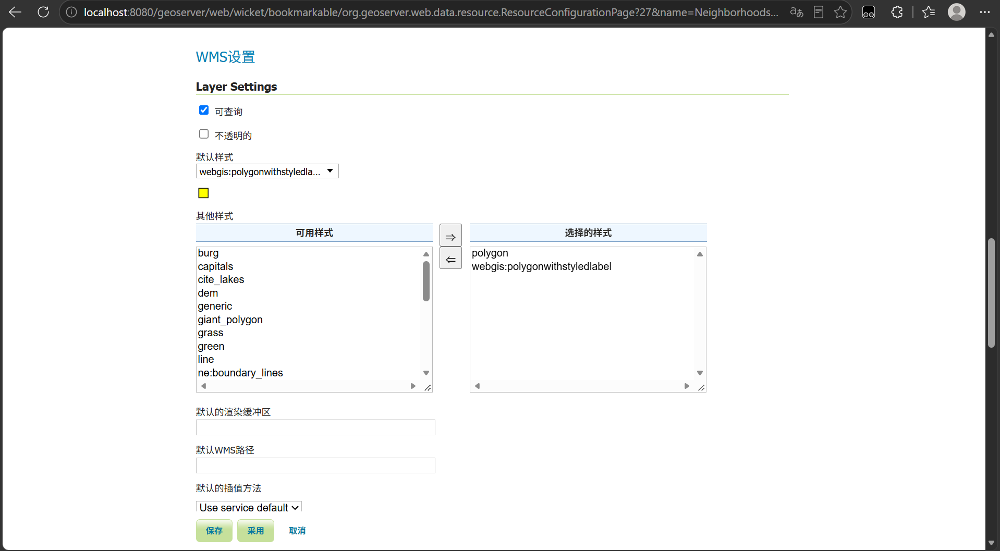 localhost:8080/geoserver/web/wicket/bookmarkable/org.geoserver.web.data.resource.ResourceConfigurationPage?27&name=Neighborhoods...
WMS设置
Layer Settings
可查询
不透明的
默认样式
webgis:polygonwithstyledla...
其他样式
可用样式
选择的样式
burg
capitals
cite_lakes
dem
generic
giant_polygon
grass
green
line
ne:boundary_lines
polygon
webgis:polygonwithstyledlabel
默认的渲染缓冲区
默认WMS路径
默认的插值方法
Use service default
保存 采用 取消